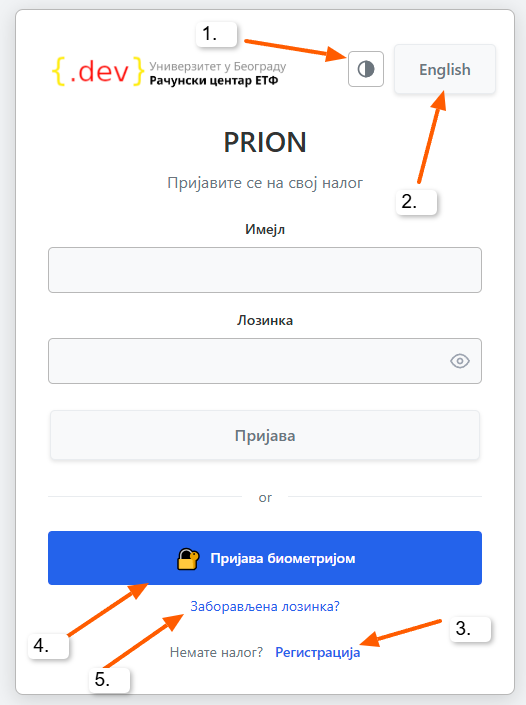 1.
{.dev} Универзитет у Београду
Рачунски центар ЕТФ
English
2.
PRION
Пријавите се на свој налог
Имејл
Лозинка
Пријава
or
Пријава биометријом
Заборављена лозинка?
3.
4.
Немате налог? Регистрација
5.